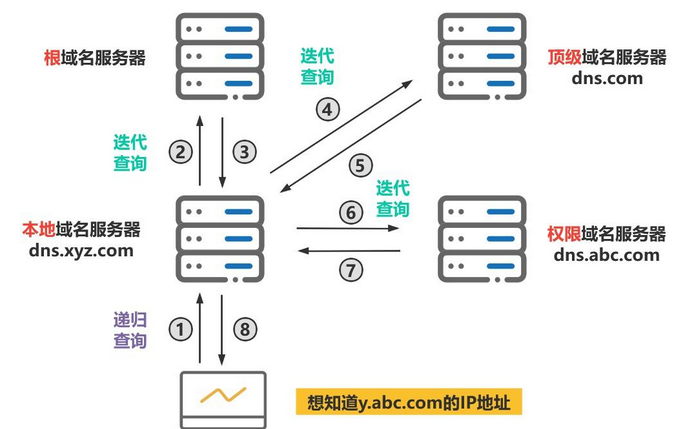 根域名服务器
迭代
查询
④
顶级域名服务器
dns.com
迭代
查询
②
③
⑤
迭代
查询
本地域名服务器
dns.xyz.com
⑥
⑦
权限域名服务器
dns.abc.com
递归
查询
①
⑧
想知道y.abc.com的IP地址